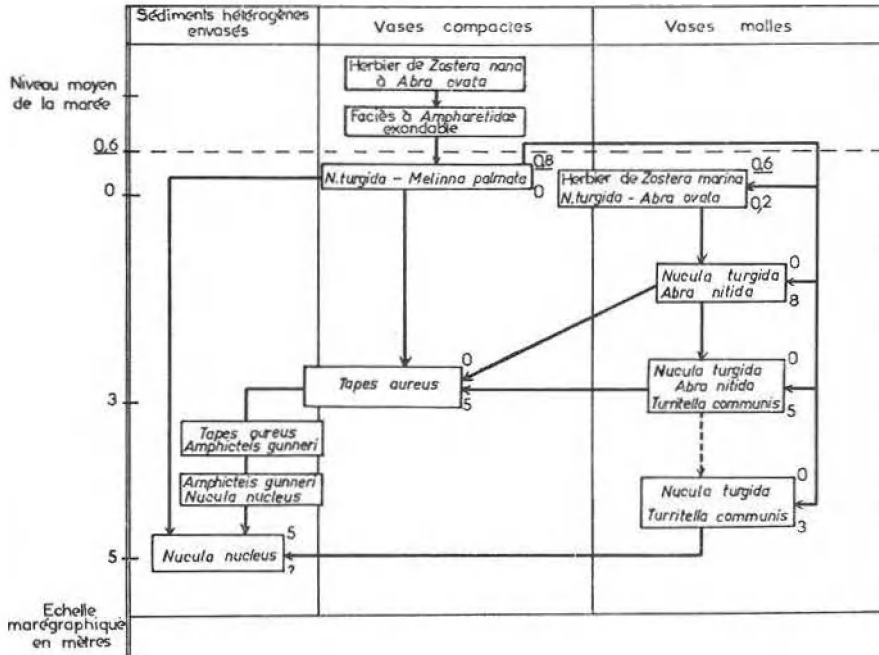 Sédiments hétérogènes
envasés
Vases compactes
Vases molles
Niveau moyen
de la marée
Herbier de Zostera nana
à Abra ovata
Faciès à Ampharetidae
exondable
0,6
N.turgida - Melinna palmata
0,8
0
Herbier de Zostera marina
N.turgida - Abra ovata
0,6
0,2
0
Nucula turgida
Abra nitida
0
8
Tapes aureus
0
5
Nucula turgida
Abra nitida
Turritella communis
0
5
3
Tapes aureus
Amphicteis gunneri
Amphicteis gunneri
Nucula nucleus
Nucula turgida
Turritella communis
0
3
Nucula nucleus
5
?
5
Echelle
marégraphique
en mètres